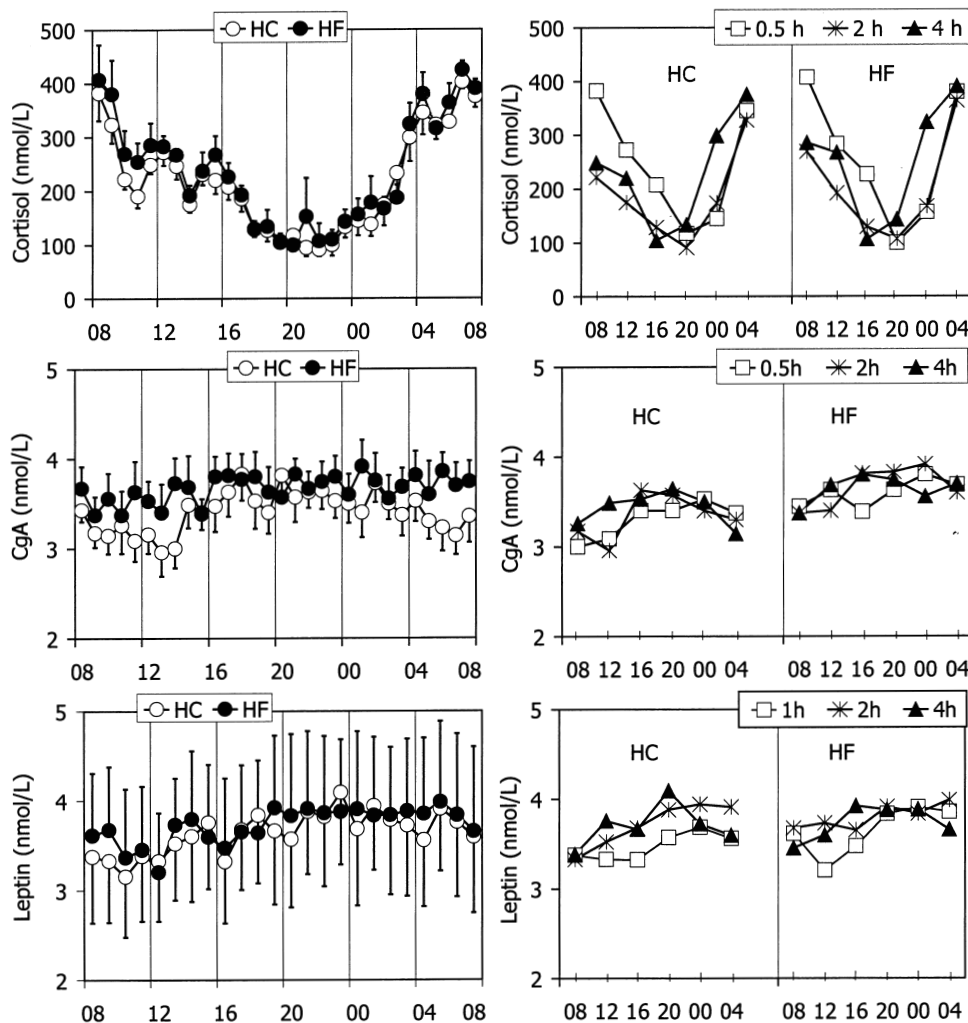 HC HF
500
400
300
200
100
0
Cortisol (nmol/L)
08 12 16 20 00 04 08
0.5 h 2 h 4 h
HC HF
500
400
300
200
100
0
Cortisol (nmol/L)
08 12 16 20 00 04 08 12 16 20 00 04
HC HF
5
4
3
2
CgA (nmol/L)
08 12 16 20 00 04 08
0.5h 2h 4h
HC HF
5
4
3
2
CgA (nmol/L)
08 12 16 20 00 04 08 12 16 20 00 04
HC HF
5
4
3
2
Leptin (nmol/L)
08 12 16 20 00 04 08
1h 2h 4h
HC HF
5
4
3
2
Leptin (nmol/L)
08 12 16 20 00 04 08 12 16 20 00 04